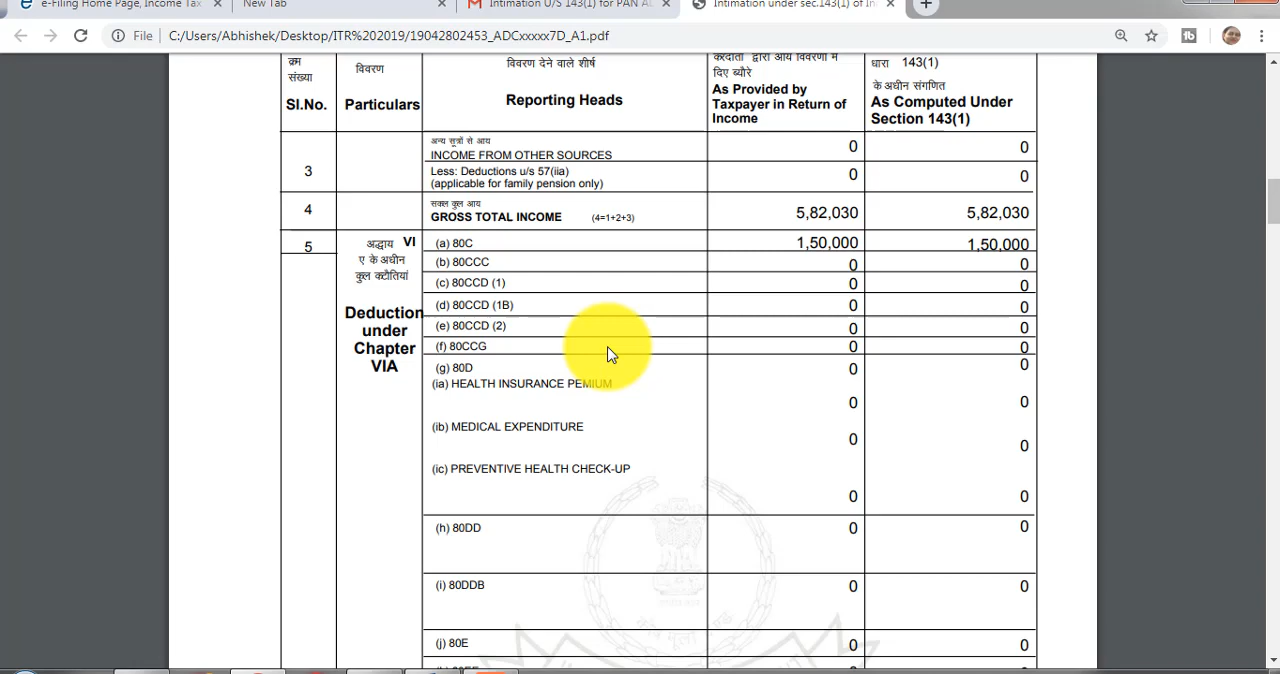 e-Filing Home Page, Income Tax
New Tab
Intimation U/S 143(1) for PAN A
Intimation under sec.143(1) of In
File
C:/Users/Abhishek/Desktop/ITR%202019/19042802453_ADCxxxxx7D_A1.pdf
क्रम संख्या
Sl.No.
विवरण
Particulars
विवरण देने वाले शीर्ष
Reporting Heads
करदाता द्वारा आय विवरणी में
दिए ब्यौरे
As Provided by
Taxpayer in Return of
Income
धारा 143(1)
के अधीन संगणित
As Computed Under
Section 143(1)
3
अन्य सूत्रों से आय
INCOME FROM OTHER SOURCES 0 0
Less: Deductions u/s 57(iia) 0 0
(applicable for family pension only)
सकल कुल आय
4 GROSS TOTAL INCOME (4=1+2+3) 5,82,030 5,82,030
5 अद्धाय VI (a) 80C 1,50,000 1,50,000
ए के अधीन (b) 80CCC 0 0
कुल कटौतियां (c) 80CCD (1) 0 0
Deduction (d) 80CCD (1B) 0 0
under (e) 80CCD (2) 0 0
Chapter (f) 80CCG 0 0
VIA (g) 80D 0 0
(ia) HEALTH INSURANCE PEMIUM
0 0
(ib) MEDICAL EXPENDITURE 0 0
(ic) PREVENTIVE HEALTH CHECK-UP
0 0
(h) 80DD 0 0
(i) 80DDB 0 0
(j) 80E 0 0